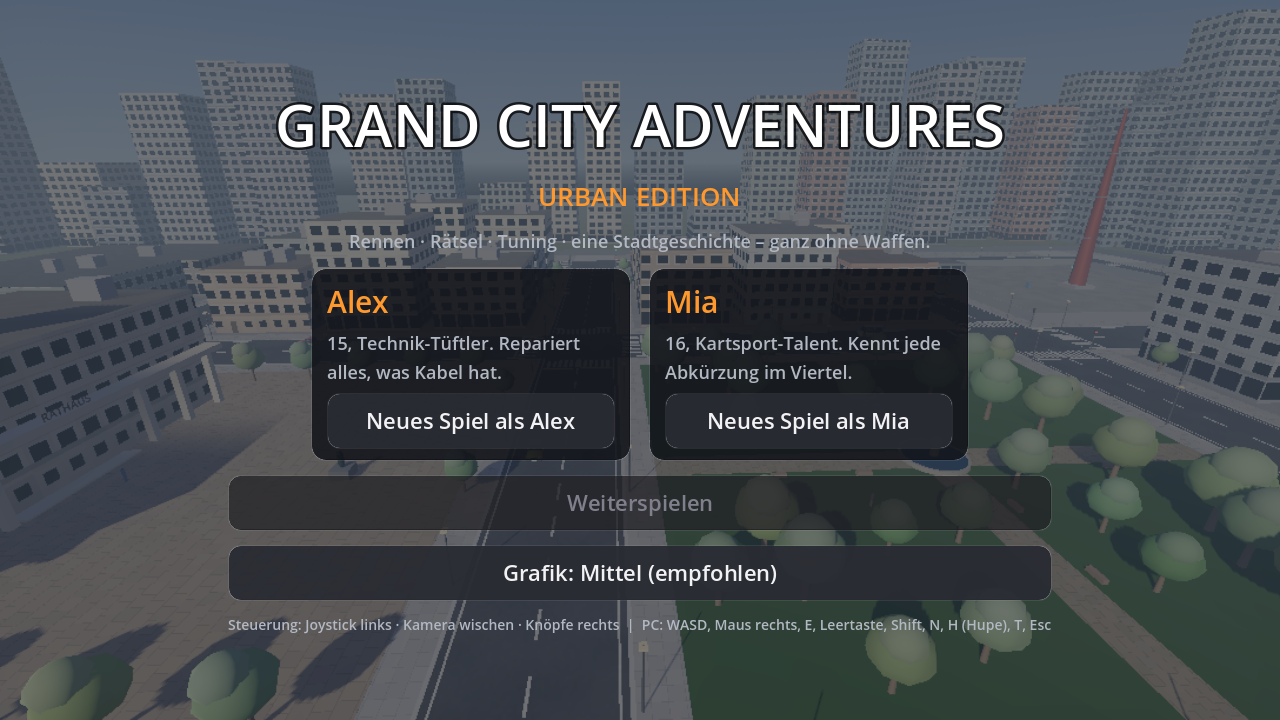 GRAND CITY ADVENTURES
URBAN EDITION
Rennen · Rätsel · Tuning · eine Stadtgeschichte – ganz ohne Waffen.
Alex
15, Technik-Tüftler. Repariert
alles, was Kabel hat.
Neues Spiel als Alex
Mia
16, Kartsport-Talent. Kennt jede
Abkürzung im Viertel.
Neues Spiel als Mia
RATHAUS
Weiterspielen
Grafik: Mittel (empfohlen)
Steuerung: Joystick links · Kamera wischen · Knöpfe rechts | PC: WASD, Maus rechts, E, Leertaste, Shift, N, H (Hupe), T, Esc